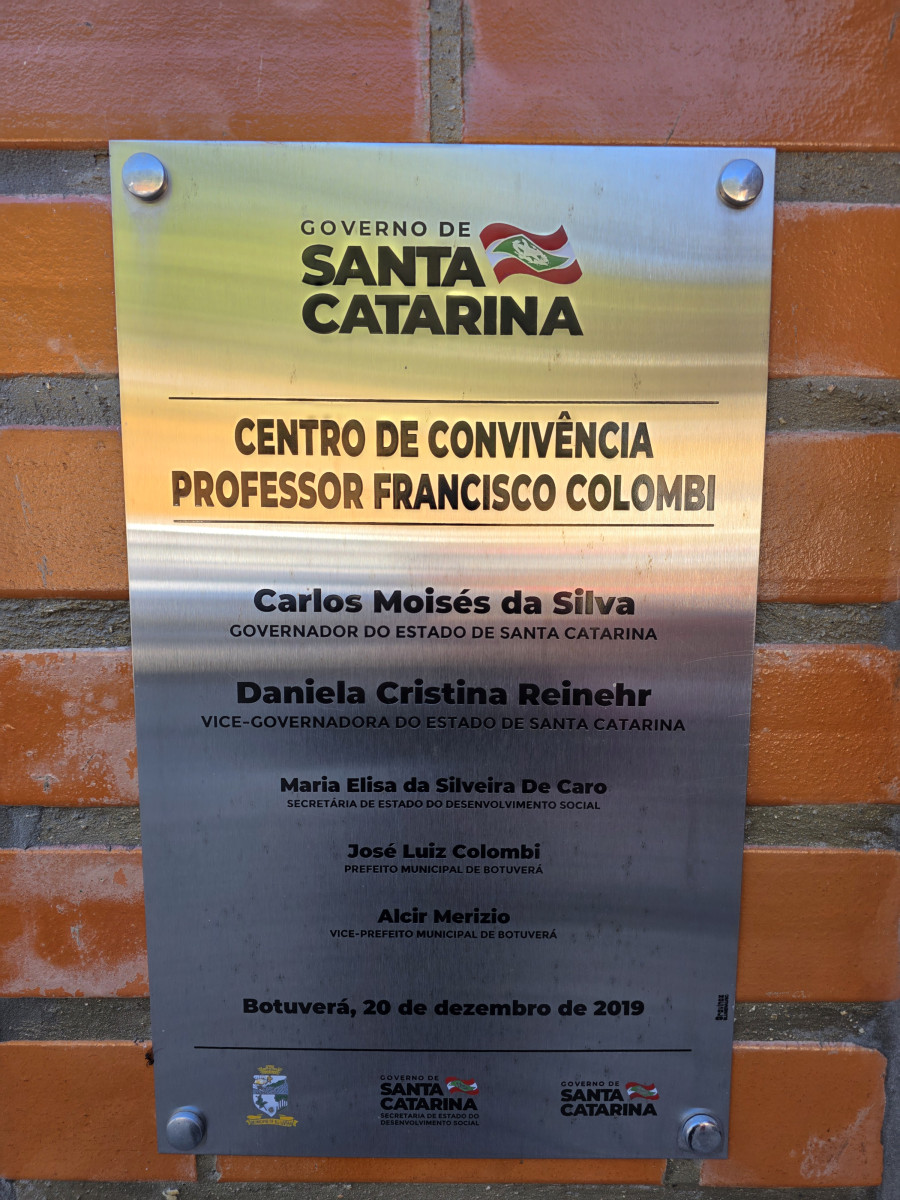 GOVERNO DE
SANTA
CATARINA
CENTRO DE CONVIVÊNCIA
PROFESSOR FRANCISCO COLOMBI
Carlos Moisés da Silva
GOVERNADOR DO ESTADO DE SANTA CATARINA
Daniela Cristina Reinehr
VICE-GOVERNADORA DO ESTADO DE SANTA CATARINA
Maria Elisa da Silveira De Caro
SECRETÁRIA DE ESTADO DO DESENVOLVIMENTO SOCIAL
José Luiz Colombi
PREFEITO MUNICIPAL DE BOTUVERÁ
Alcir Merizio
VICE-PREFEITO MUNICIPAL DE BOTUVERÁ
Botuverá, 20 de dezembro de 2019
GOVERNO DE
SANTA
CATARINA
SECRETARIA DE ESTADO DO
DESENVOLVIMENTO SOCIAL
GOVERNO DE
SANTA
CATARINA